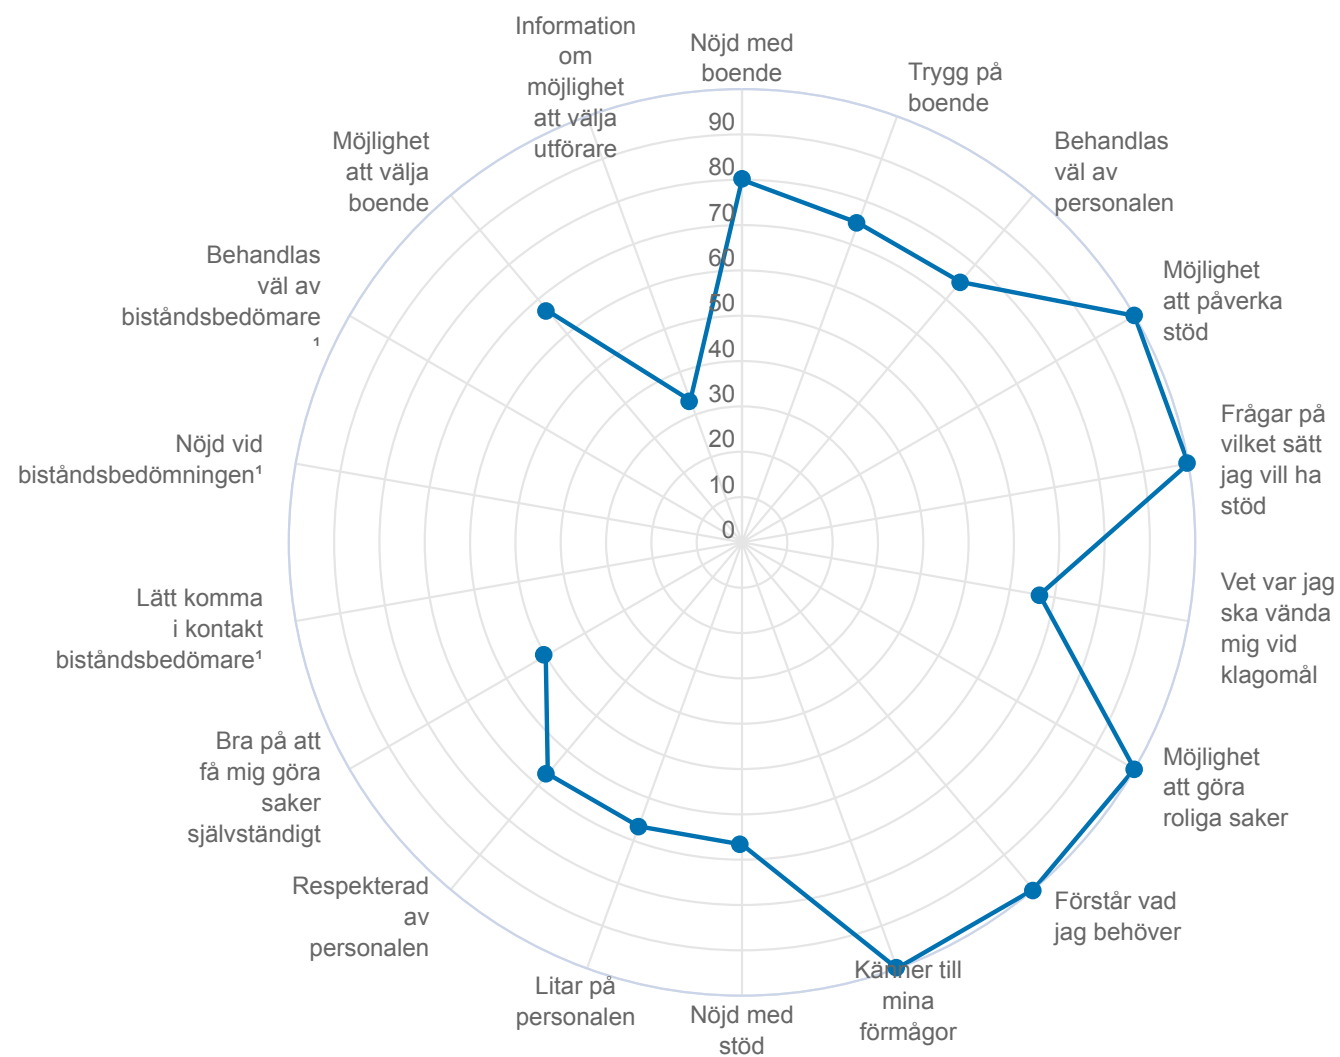 Information
om
möjlighet
att välja
utförare
Nöjd med
boende
Trygg på
boende
Behandlas
väl av
personalen
Möjlighet
att påverka
stöd
Frågar på
vilket sätt
jag vill ha
stöd
Vet var jag
ska vända
mig vid
klagomål
Möjlighet
att göra
roliga saker
Förstår vad
jag behöver
Känner till
mina
förmågor
Nöjd med
stöd
Litar på
personalen
Respekterad
av
personalen
Bra på att
få mig göra
saker
självständigt
Lätt komma
i kontakt
biståndsbedömare¹
Nöjd vid
biståndsbedömningen¹
Behandlas
väl av
biståndsbedömare
¹
Möjlighet
att välja
boende
90
80
70
60
50
40
30
20
10
0